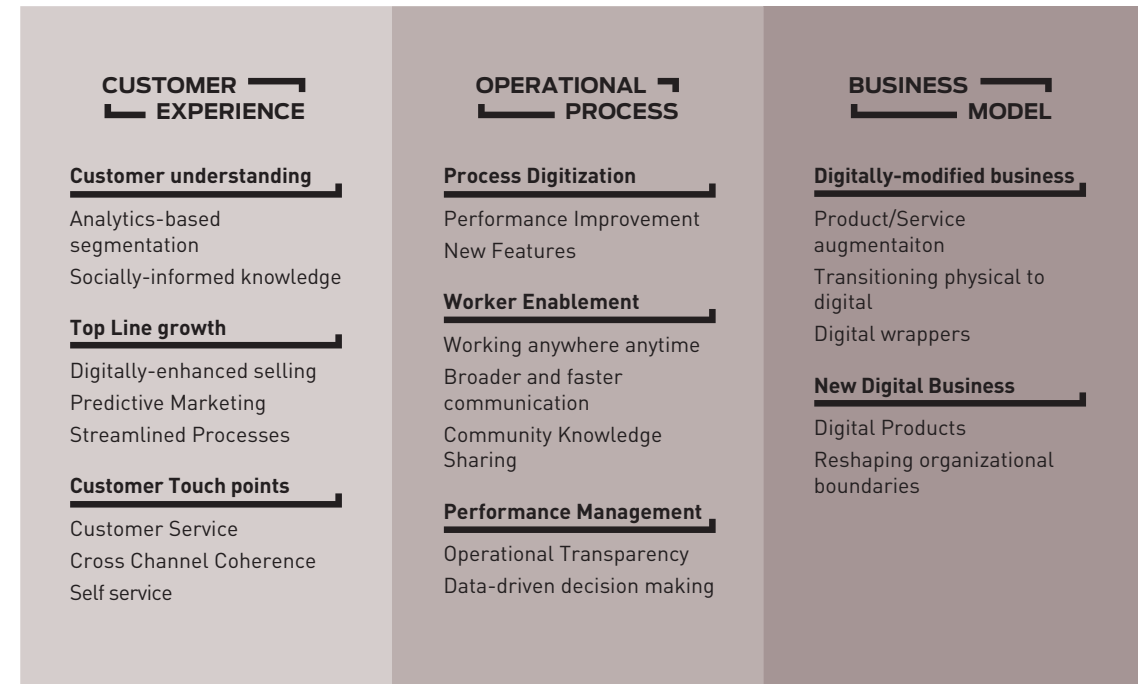 CUSTOMER
EXPERIENCE
Customer understanding
Analytics-based
segmentation
Socially-informed knowledge
Top Line growth
Digitally-enhanced selling
Predictive Marketing
Streamlined Processes
Customer Touch points
Customer Service
Cross Channel Coherence
Self service
OPERATIONAL
PROCESS
Process Digitization
Performance Improvement
New Features
Worker Enablement
Working anywhere anytime
Broader and faster
communication
Community Knowledge
Sharing
Performance Management
Operational Transparency
Data-driven decision making
BUSINESS
MODEL
Digitally-modified business
Product/Service
augmentaiton
Transitioning physical to
digital
Digital wrappers
New Digital Business
Digital Products
Reshaping organizational
boundaries